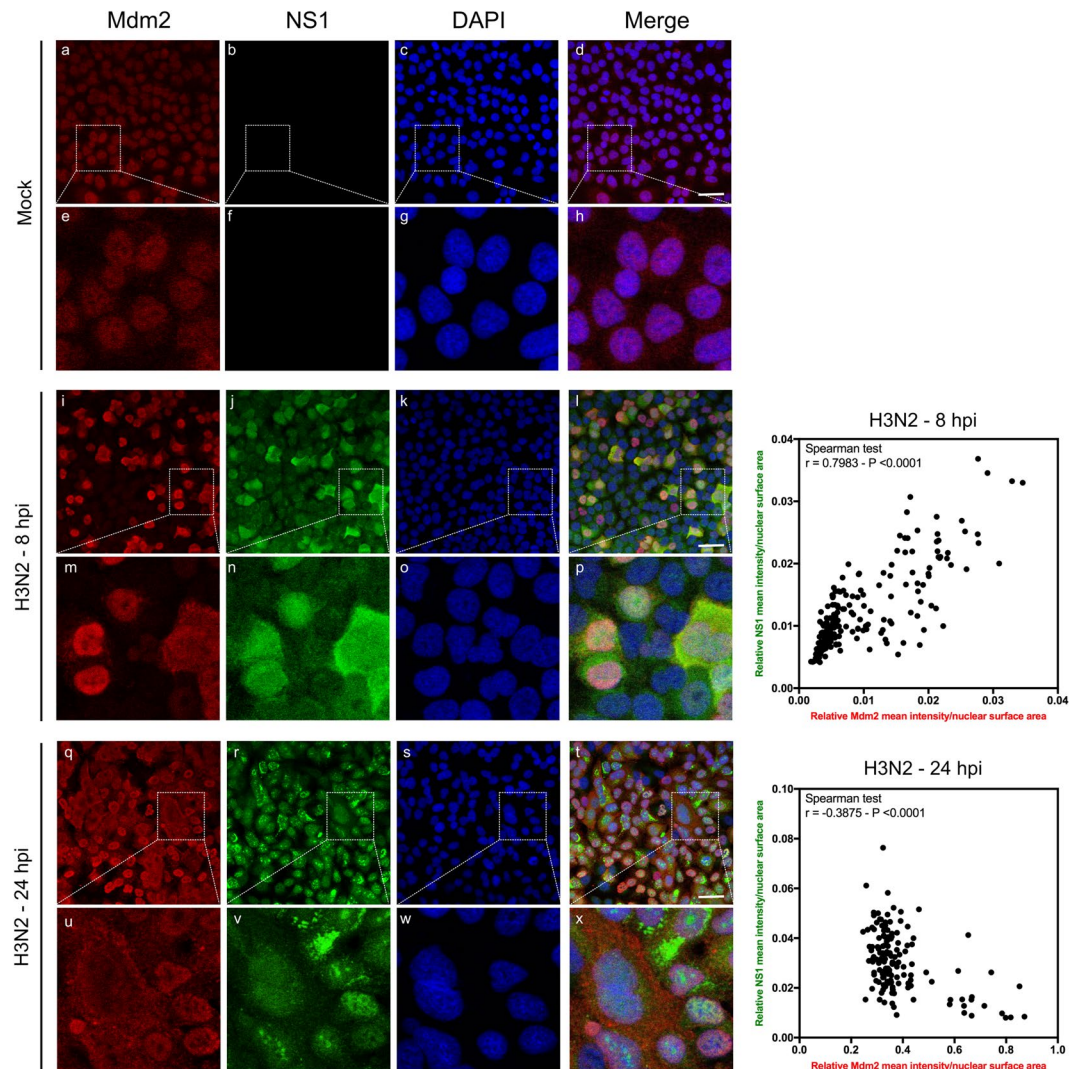 Mdm2 NS1 DAPI Merge
a b c d
Mock
e f g h
i j k l
H3N2 - 8 hpi
m n o p
H3N2 - 8 hpi
0.04
Spearman test
r = 0.7983 - P <0.0001
0.03
0.02
0.01
0.00
0.00 0.01 0.02 0.03 0.04
Relative NS1 mean intensity/nuclear surface area
Relative Mdm2 mean intensity/nuclear surface area
q r s t
H3N2 - 24 hpi
u v w x
H3N2 - 24 hpi
0.10
Spearman test
r = -0.3875 - P <0.0001
0.08
0.06
0.04
0.02
0.00
0.0 0.2 0.4 0.6 0.8 1.0
Relative NS1 mean intensity/nuclear surface area
Relative Mdm2 mean intensity/nuclear surface area